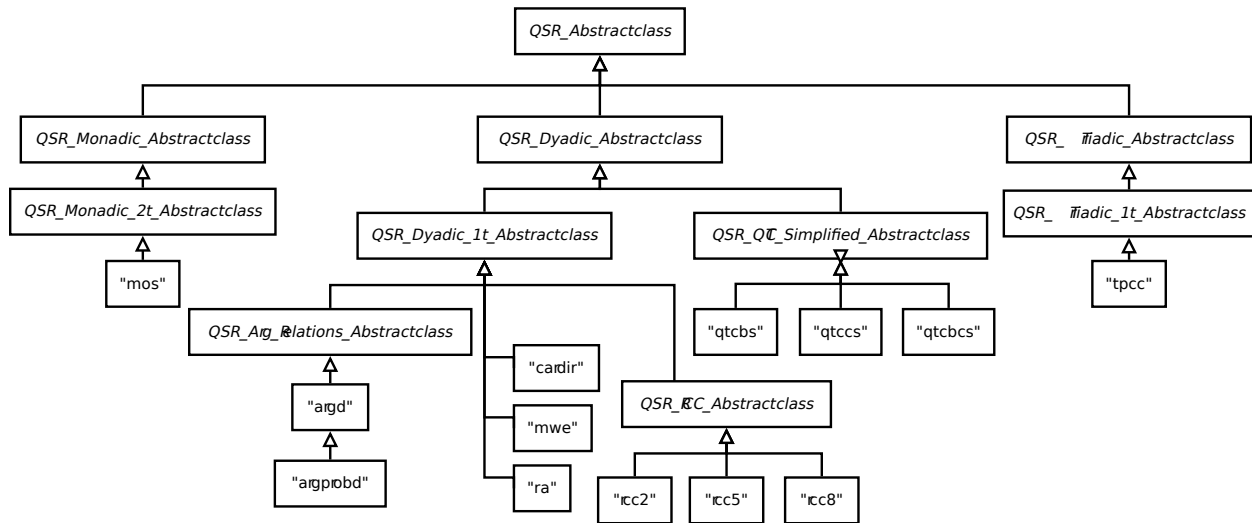 QSR_Abstractclass
QSR_Monadic_Abstractclass
QSR_Dyadic_Abstractclass
QSR_Triadic_Abstractclass
QSR_Monadic_2t_Abstractclass
QSR_Triadic_1t_Abstractclass
QSR_Dyadic_1t_Abstractclass
QSR_QTC_Simplified_Abstractclass
"mos"
"tpcc"
QSR_Arg_Relations_Abstractclass
"qtcbs"
"qtccs"
"qtcbcs"
"cardir"
"argd"
QSR_RCC_Abstractclass
"mwe"
"argprobd"
"ra"
"rcc2"
"rcc5"
"rcc8"